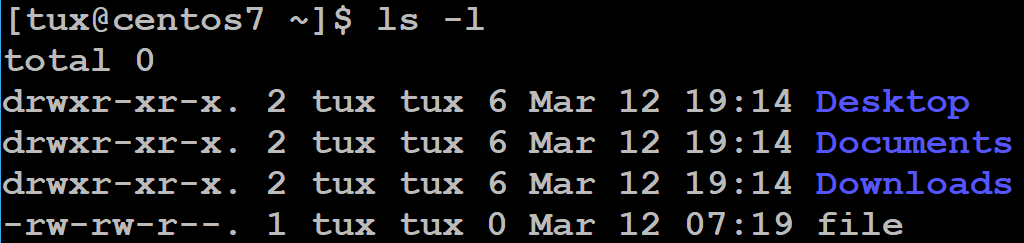 [tux@centos7 ~]$ ls -l
total 0
drwxr-xr-x. 2 tux tux 6 Mar 12 19:14 Desktop
drwxr-xr-x. 2 tux tux 6 Mar 12 19:14 Documents
drwxr-xr-x. 2 tux tux 6 Mar 12 19:14 Downloads
-rw-rw-r--. 1 tux tux 0 Mar 12 07:19 file